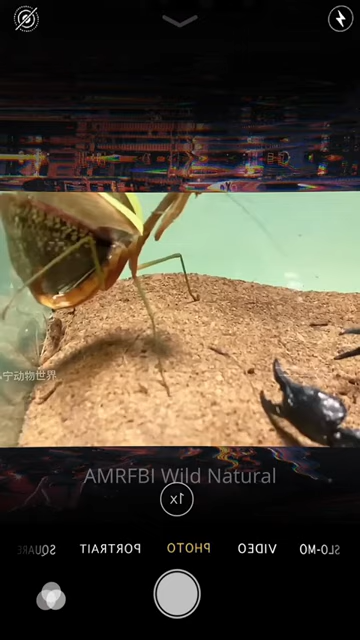 宁动物世界
AMRFBI Wild Natural
1x
SLO-MO
VIDEO
PHOTO
PORTRAIT
SQUARE